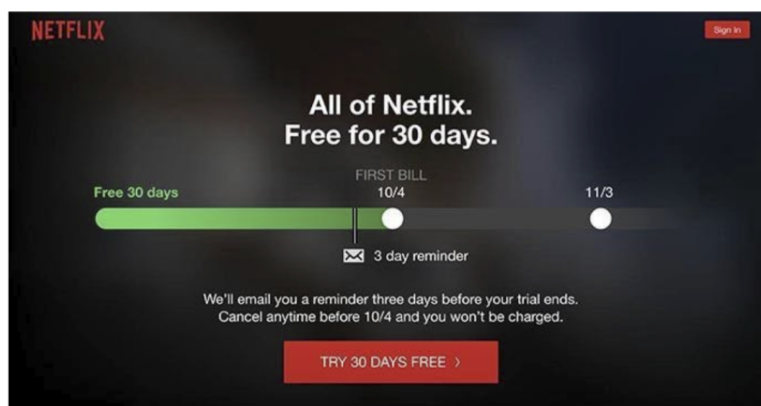 NETFLIX
Sign In
All of Netflix.
Free for 30 days.
FIRST BILL
Free 30 days
10/4
11/3
3 day reminder
We'll email you a reminder three days before your trial ends.
Cancel anytime before 10/4 and you won't be charged.
TRY 30 DAYS FREE >